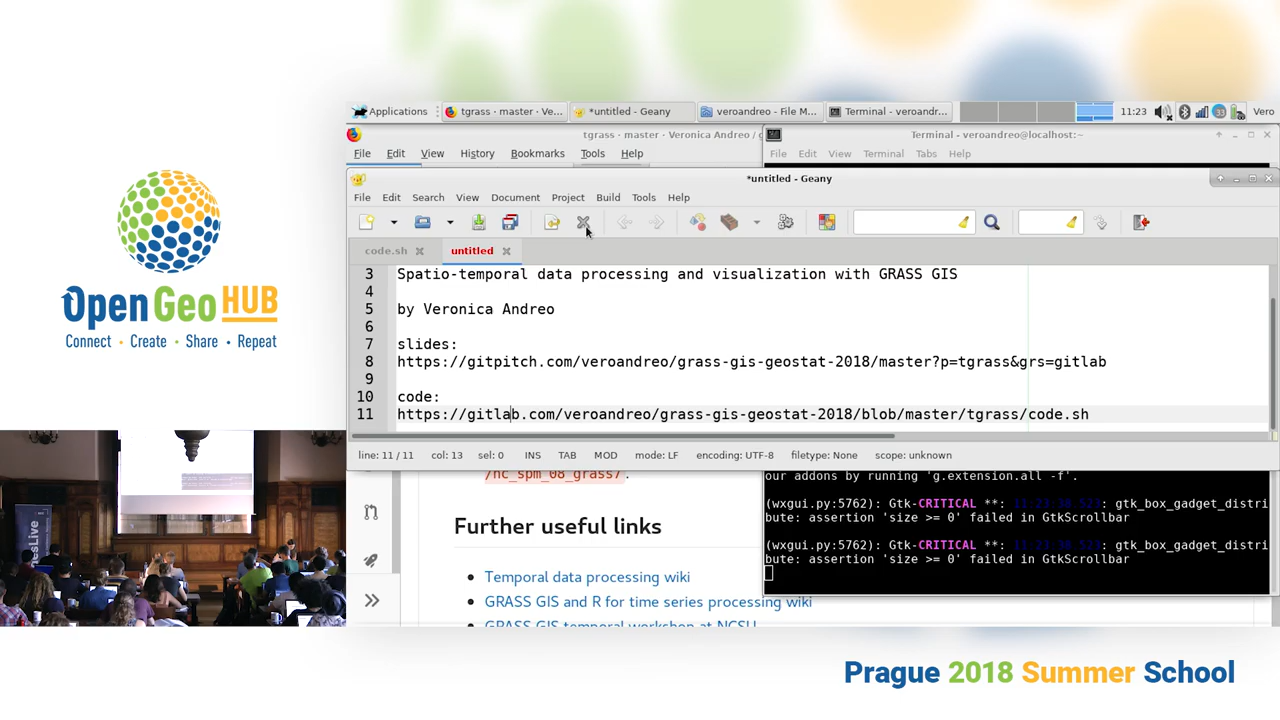 Applications
tgrass · master · Ve...
*untitled - Geany
veroandreo - File M...
Terminal - veroandr...
11:23
33
Vero
tgrass · master · Veronica Andreo /
Terminal - veroandreo@localhost:~
File Edit View History Bookmarks Tools Help
File Edit View Terminal Tabs Help
*untitled - Geany
File Edit Search View Document Project Build Tools Help
code.sh
untitled
3 Spatio-temporal data processing and visualization with GRASS GIS
4
5 by Veronica Andreo
6
7 slides:
8 https://gitpitch.com/veroandreo/grass-gis-geostat-2018/master?p=tgrass&grs=gitlab
9
10 code:
11 https://gitlab.com/veroandreo/grass-gis-geostat-2018/blob/master/tgrass/code.sh
line: 11 / 11 col: 13 sel: 0 INS TAB MOD mode: LF encoding: UTF-8 filetype: None scope: unknown
/nc_spm_08_grass7.
Further useful links
Temporal data processing wiki
GRASS GIS and R for time series processing wiki
GRASS GIS temporal workshop at NCSU
our addons by running 'g.extension.all -f'.
(wxgui.py:5762): Gtk-CRITICAL **: gtk_box_gadget_distri
bute: assertion 'size >= 0' failed in GtkScrollbar
(wxgui.py:5762): Gtk-CRITICAL **: gtk_box_gadget_distri
bute: assertion 'size >= 0' failed in GtkScrollbar
OpenGeoHUB
Connect · Create · Share · Repeat
Prague 2018 Summer School